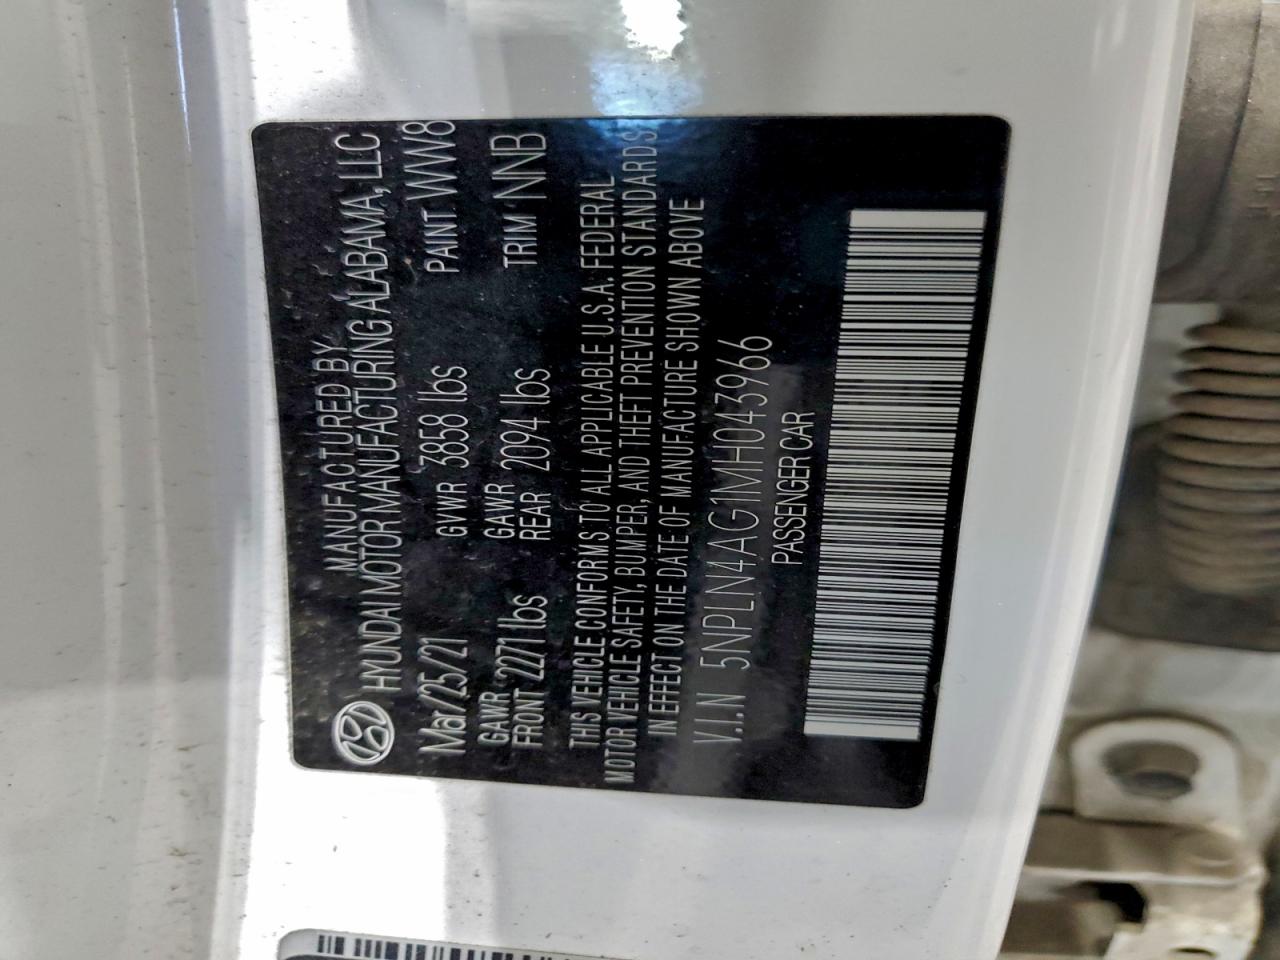 MANUFACTURED BY
HYUNDAI MOTOR MANUFACTURING ALABAMA, LLC
Mar/25/21 GVWR 3858 lbs PAINT WW8
GAWR FRONT 2271 lbs GAWR REAR 2094 lbs TRIM NNB
THIS VEHICLE CONFORMS TO ALL APPLICABLE U.S.A. FEDERAL
MOTOR VEHICLE SAFETY, BUMPER, AND THEFT PREVENTION STANDARDS
IN EFFECT ON THE DATE OF MANUFACTURE SHOWN ABOVE
V.I.N 5NPLN4AG1MH043966
PASSENGER CAR